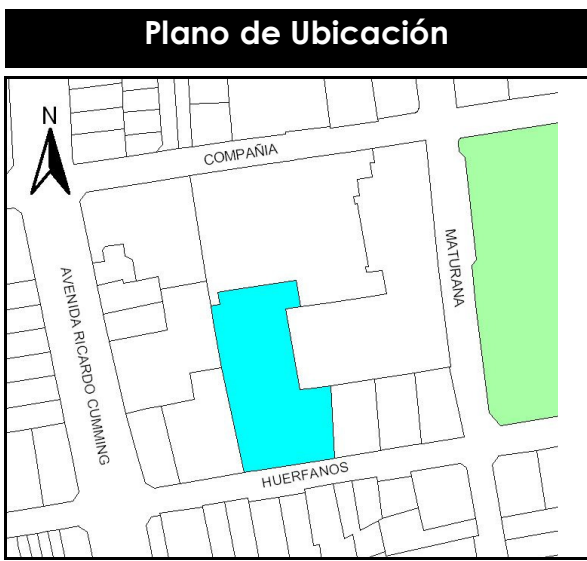 Plano de Ubicación
N
COMPAÑIA
MATURANA
AVENIDA RICARDO CUMMING
HUERFANOS